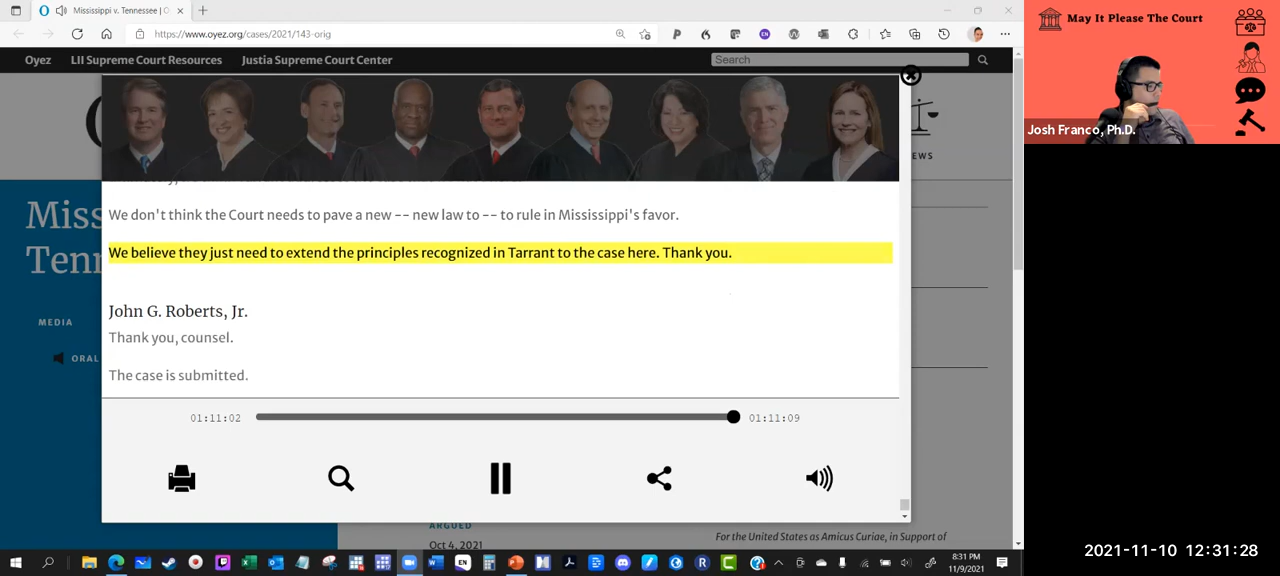 Mississippi v. Tennessee | O
https://www.oyez.org/cases/2021/143-orig
Oyez LII Supreme Court Resources Justia Supreme Court Center Search
NEWS
Miss
Tenn
We don't think the Court needs to pave a new -- new law to -- to rule in Mississippi's favor.
We believe they just need to extend the principles recognized in Tarrant to the case here. Thank you.
John G. Roberts, Jr.
Thank you, counsel.
The case is submitted.
MEDIA
ORAL
01:11:02 01:11:09
ARGUED
Oct 4, 2021
For the United States as Amicus Curiae, in Support of
8:31 PM
11/9/2021
May It Please The Court
Josh Franco, Ph.D.
2021-11-10 12:31:28